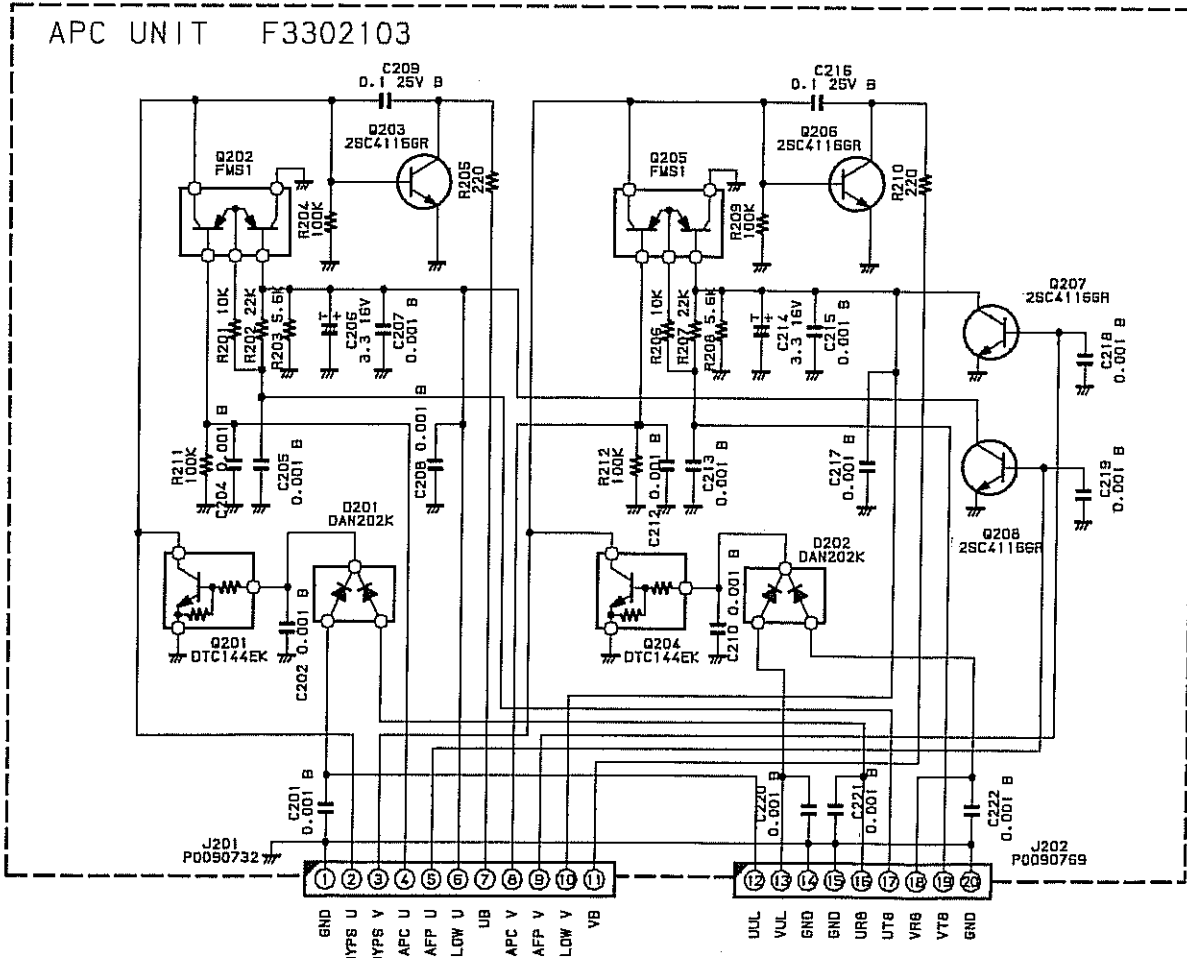 APC UNIT F3302103
C209
0.1 25V B
C216
0.1 25V B
Q203
2SC4116GR
Q206
2SC4116GR
Q202
FMS1
Q205
FMS1
R205
220
R210
220
R204
100K
R209
100K
Q207
2SC4116GR
R201 10K
R202 22K
R203 5.6K
C206
3.3 16V
C207
0.001 B
R206 10K
R207 22K
R208 5.6K
C214
3.3 16V
C215
0.001 B
C218
0.001 B
R211
100K
C204 0.001 B
C205
0.001 B
C208 0.001 B
R212
100K
C212 0.001 B
C213
0.001 B
C217
0.001 B
C219
0.001 B
D201
DAN202K
D202
DAN202K
Q208
2SC4116GR
Q201
DTC144EK
C202 0.001 B
Q204
DTC144EK
C210 0.001 B
C201
0.001 B
C220
0.001 B
C221
0.001 B
C222
0.001 B
J201
P0090732
J202
P0090769
1 2 3 4 5 6 7 8 9 10 11
12 13 14 15 16 17 18 19 20
GND
HYPS U
HYPS V
APC U
AFP U
LOW U
UB
APC V
AFP V
LOW V
VB
UUL
VUL
GND
GND
UR8
UT8
VR8
VT8
GND